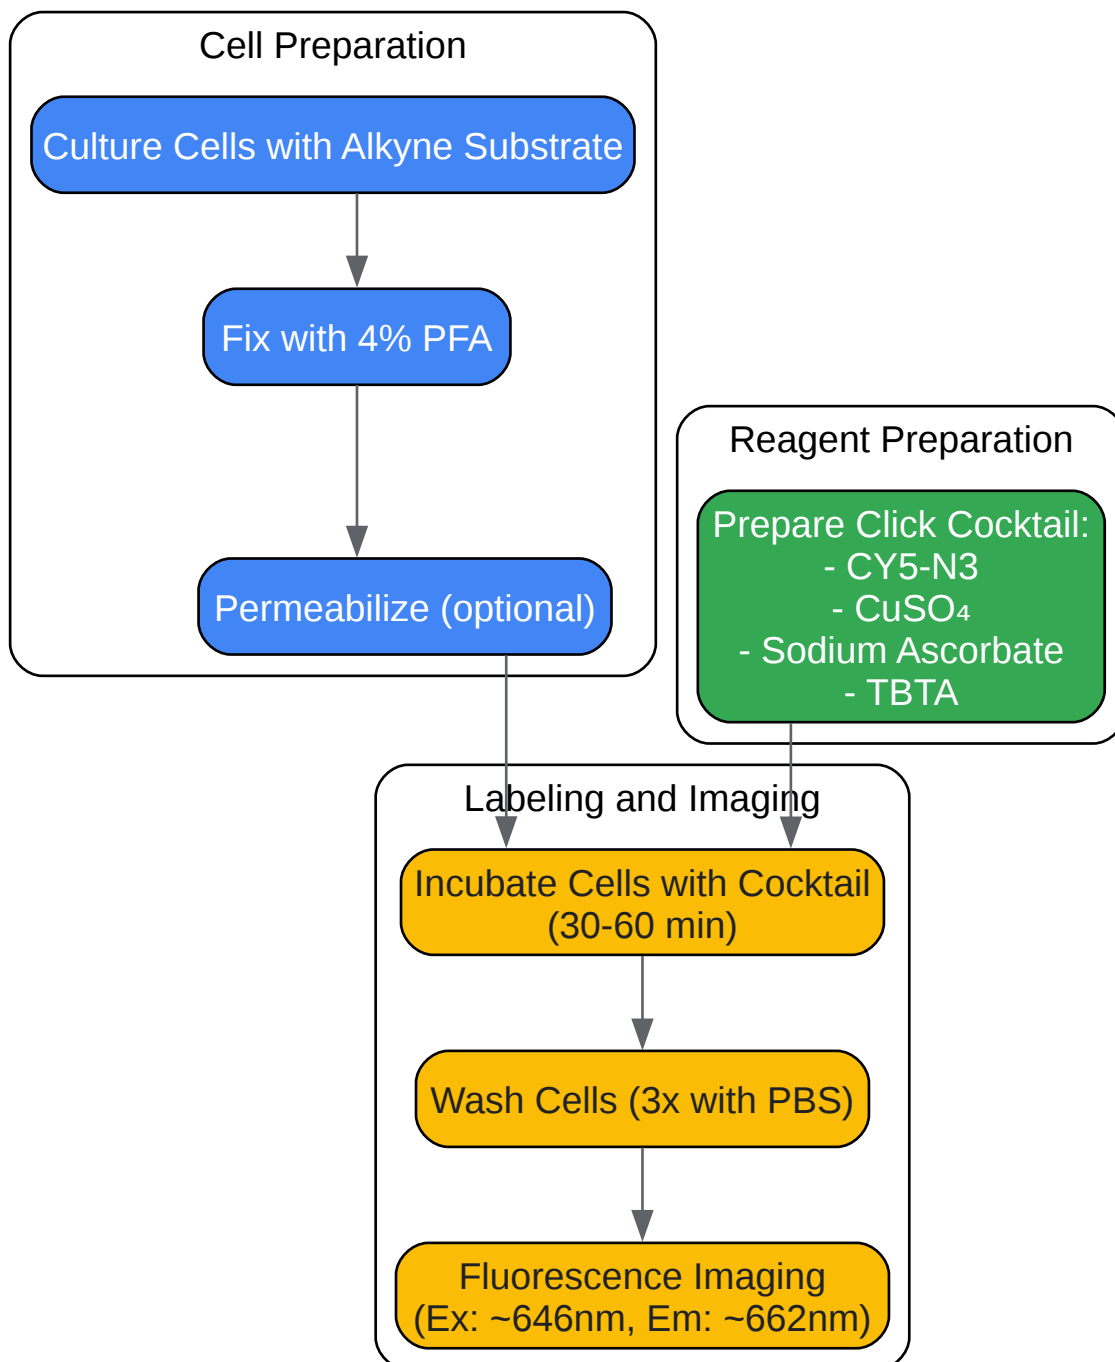 Cell Preparation
Culture Cells with Alkyne Substrate
Fix with 4% PFA
Permeabilize (optional)
Reagent Preparation
Prepare Click Cocktail:
- CY5-N3
- CuSO₄
- Sodium Ascorbate
- TBTA
Labeling and Imaging
Incubate Cells with Cocktail
(30-60 min)
Wash Cells (3x with PBS)
Fluorescence Imaging
(Ex: ~646nm, Em: ~662nm)